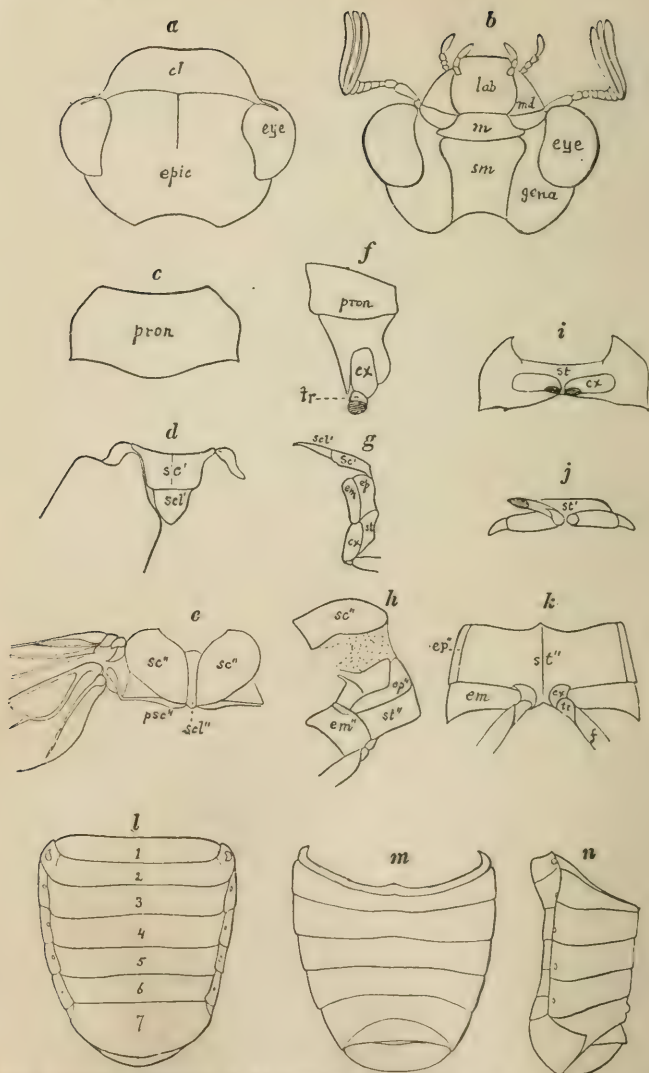 a
cl
eye
epic
b
lab
md
m
eye
sm
gena
c
pron
f
pron
cx
tr
i
st
cx
d
sc'
scl'
g
scl'
sc'
em
ep
st
cx
j
st'
e
sc"
sc"
psc"
scl"
h
sc"
ep"
st"
em"
k
ep"
st"
em
cx
tr
f
l
1
2
3
4
5
6
7
m
n